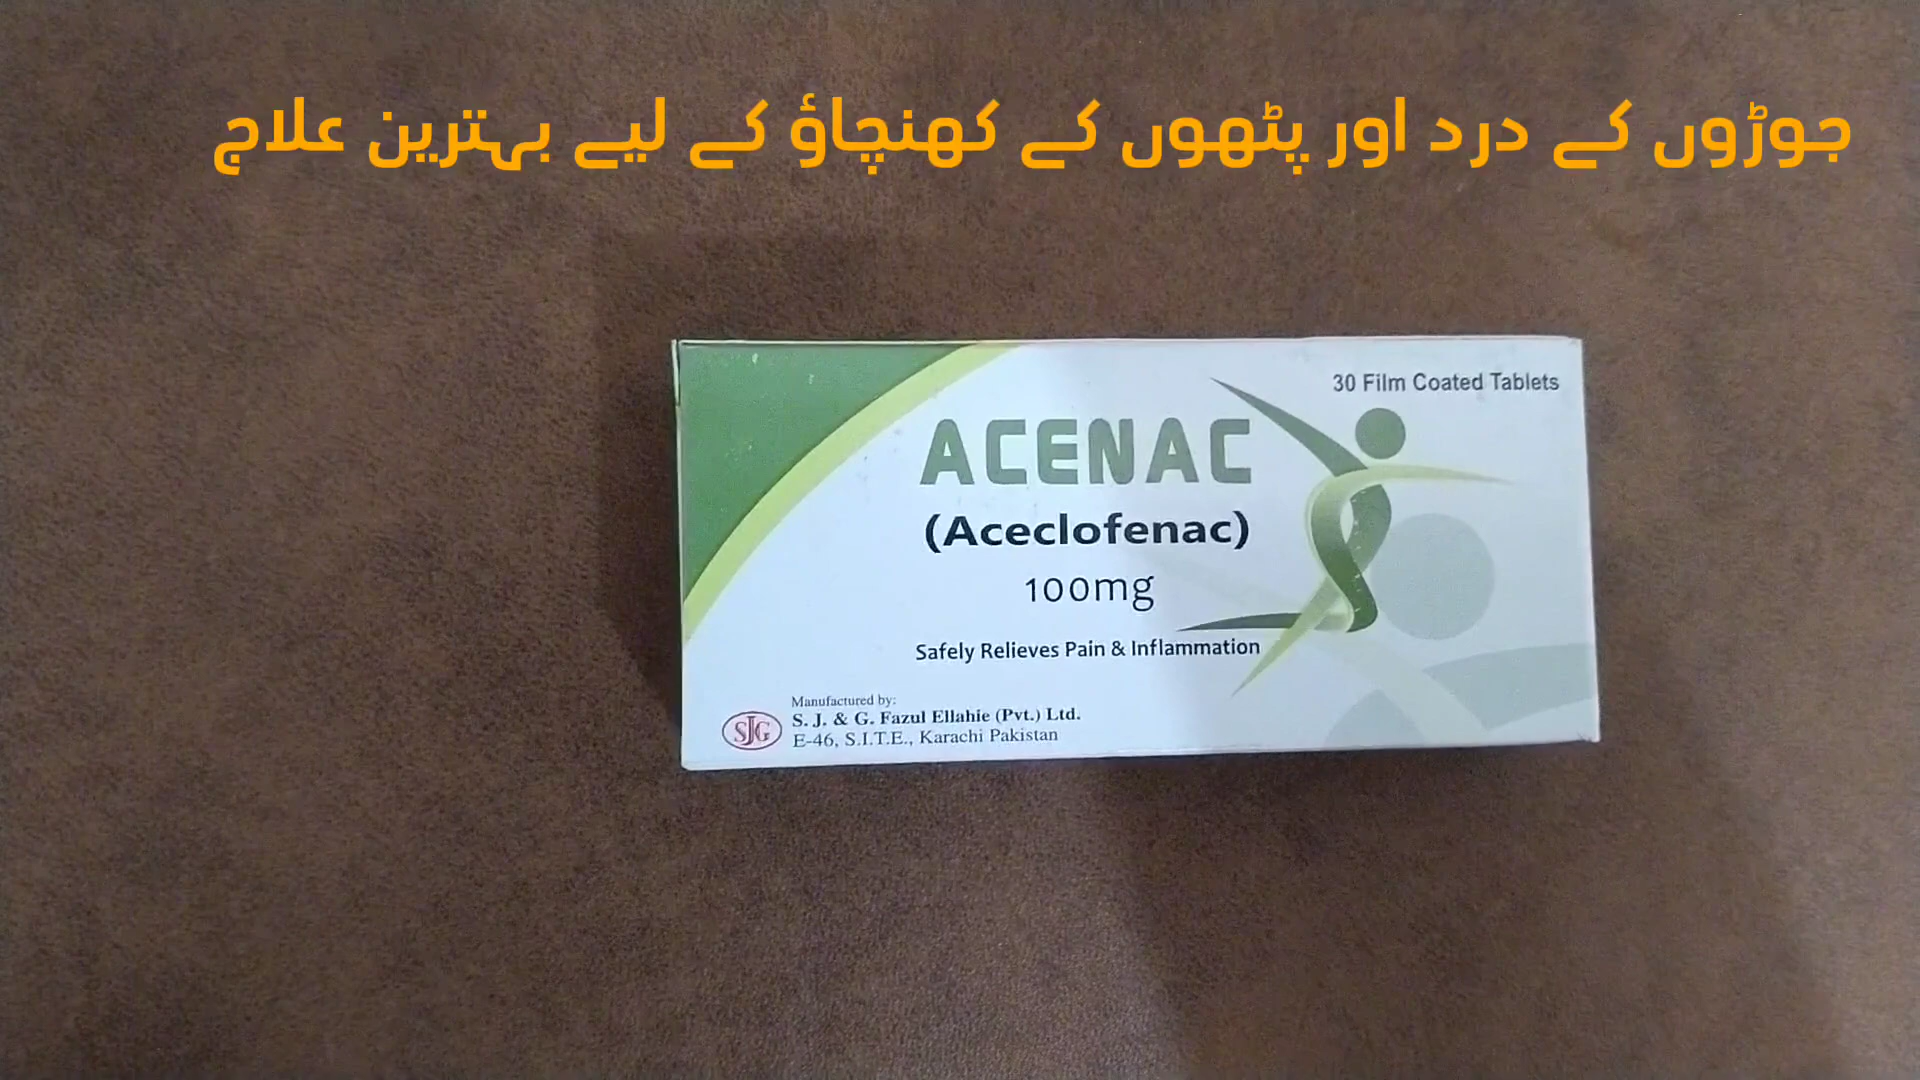 جوڑوں کے درد اور پٹھوں کے کھنچاؤ کے لیے بہترین علاج
30 Film Coated Tablets
ACENAC
(Aceclofenac)
100mg
Safely Relieves Pain & Inflammation
Manufactured by:
SJG
S. J. & G. Fazul Ellahie (Pvt.) Ltd.
E-46, S.I.T.E., Karachi Pakistan